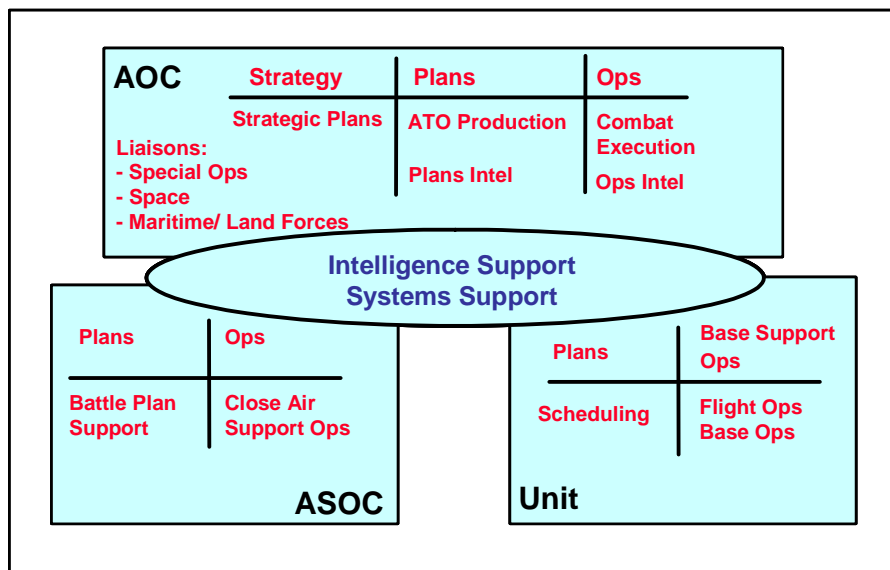 AOC
Strategy
Plans
Ops
Strategic Plans
ATO Production
Combat
Execution
Liaisons:
- Special Ops
- Space
- Maritime/ Land Forces
Plans Intel
Ops Intel
Intelligence Support
Systems Support
Plans
Ops
Battle Plan
Support
Close Air
Support Ops
ASOC
Plans
Base Support
Ops
Scheduling
Flight Ops
Base Ops
Unit